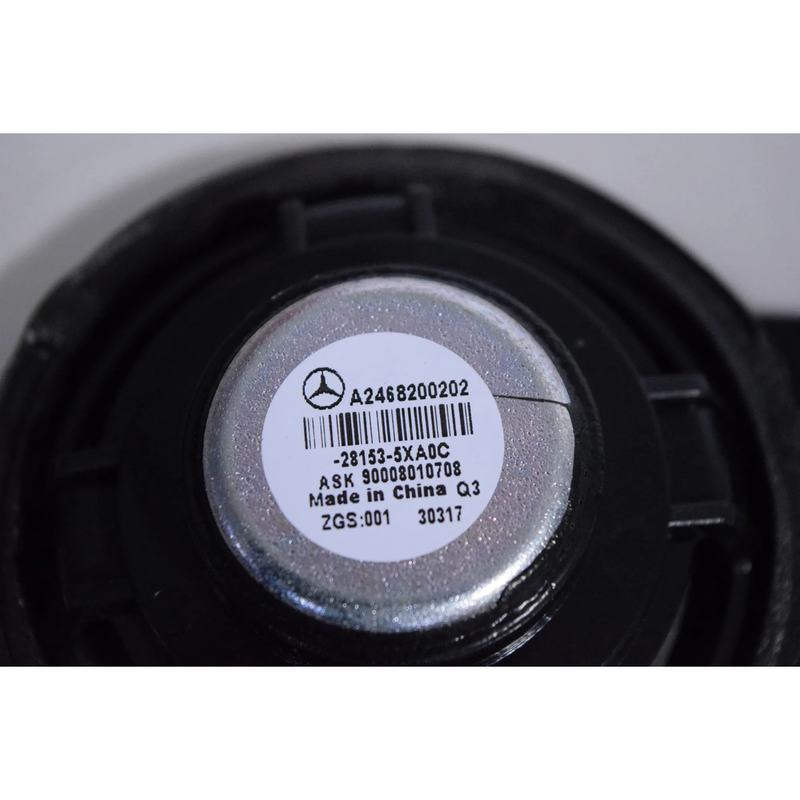 A2468200202
-28153-5XA0C
ASK 90008010708
Made in China Q3
ZGS:001 30317